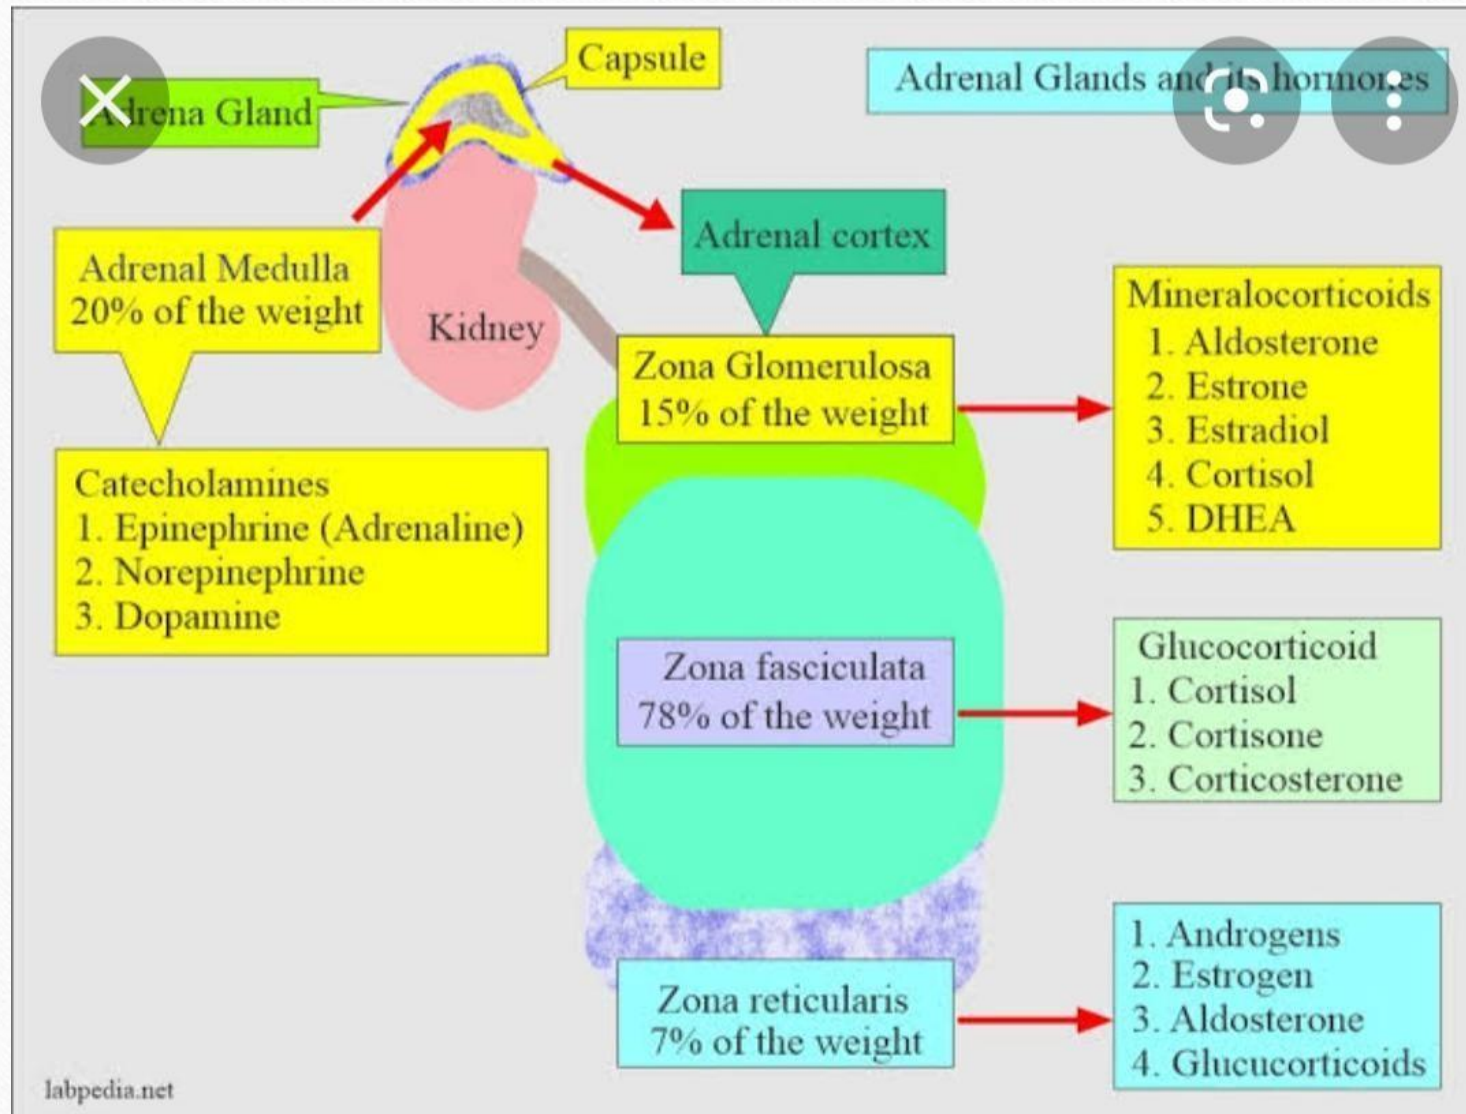 Capsule
Adrenal Glands and its hormones
Adrena Gland
Adrenal cortex
Adrenal Medulla
20% of the weight
Kidney
Mineralocorticoids
1. Aldosterone
2. Estrone
3. Estradiol
4. Cortisol
5. DHEA
Zona Glomerulosa
15% of the weight
Catecholamines
1. Epinephrine (Adrenaline)
2. Norepinephrine
3. Dopamine
Zona fasciculata
78% of the weight
Glucocorticoid
1. Cortisol
2. Cortisone
3. Corticosterone
Zona reticularis
7% of the weight
1. Androgens
2. Estrogen
3. Aldosterone
4. Glucucorticoids
labpedia.net